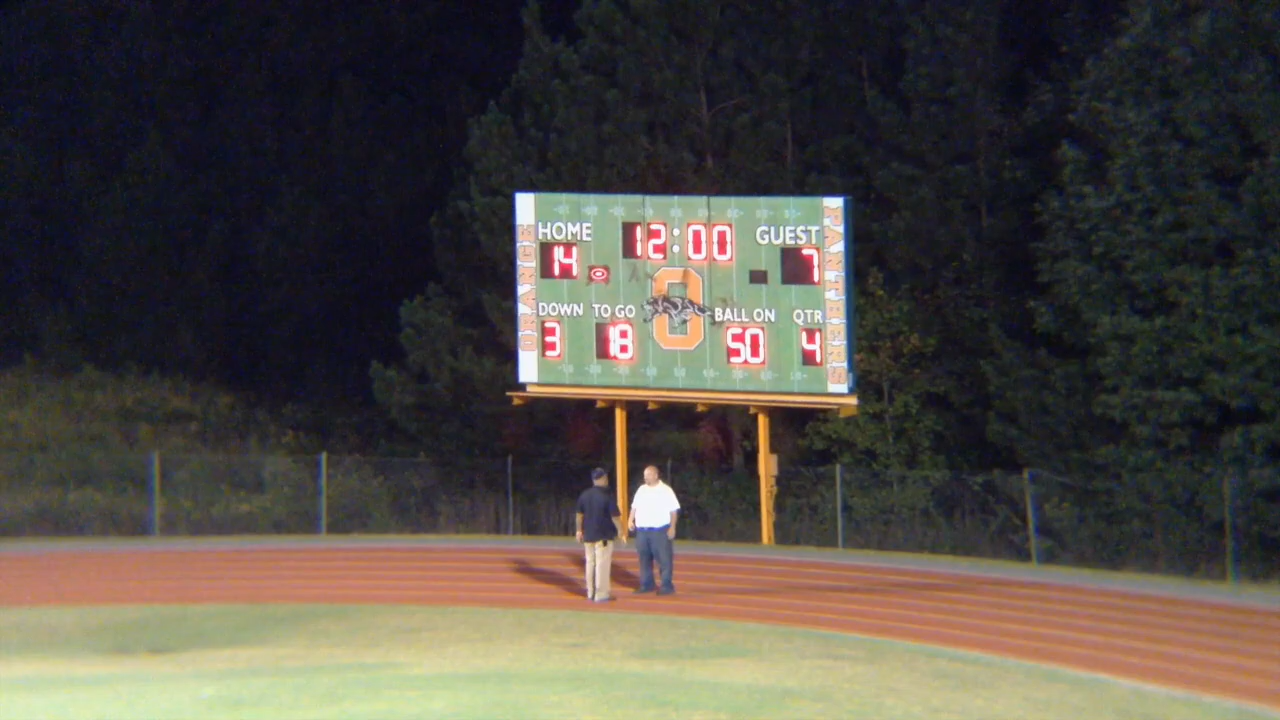 HOME 12:00 GUEST
14 7
ORANGE
PANTHERS
O
DOWN TO GO BALL ON QTR
3 18 50 4